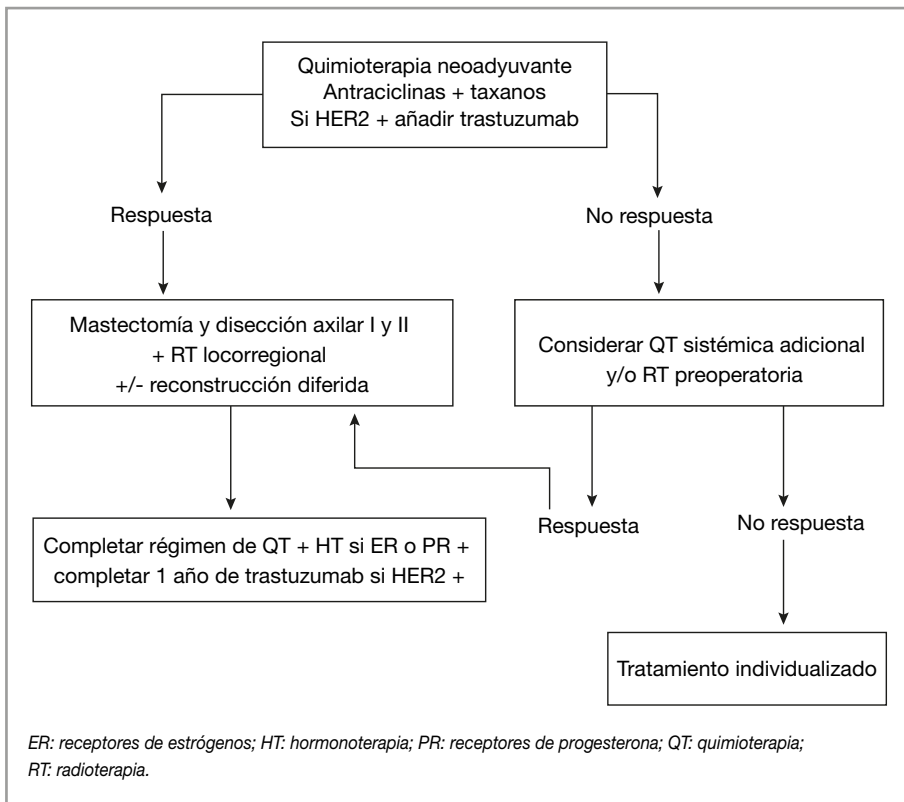 Quimioterapia neoadyuvante
Antraciclinas + taxanos
Si HER2 + añadir trastuzumab
Respuesta
No respuesta
Mastectomía y disección axilar I y II
+ RT locorregional
+/- reconstrucción diferida
Considerar QT sistémica adicional
y/o RT preoperatoria
Respuesta
No respuesta
Completar régimen de QT + HT si ER o PR +
completar 1 año de trastuzumab si HER2 +
Tratamiento individualizado
ER: receptores de estrógenos; HT: hormonoterapia; PR: receptores de progesterona; QT: quimioterapia;
RT: radioterapia.